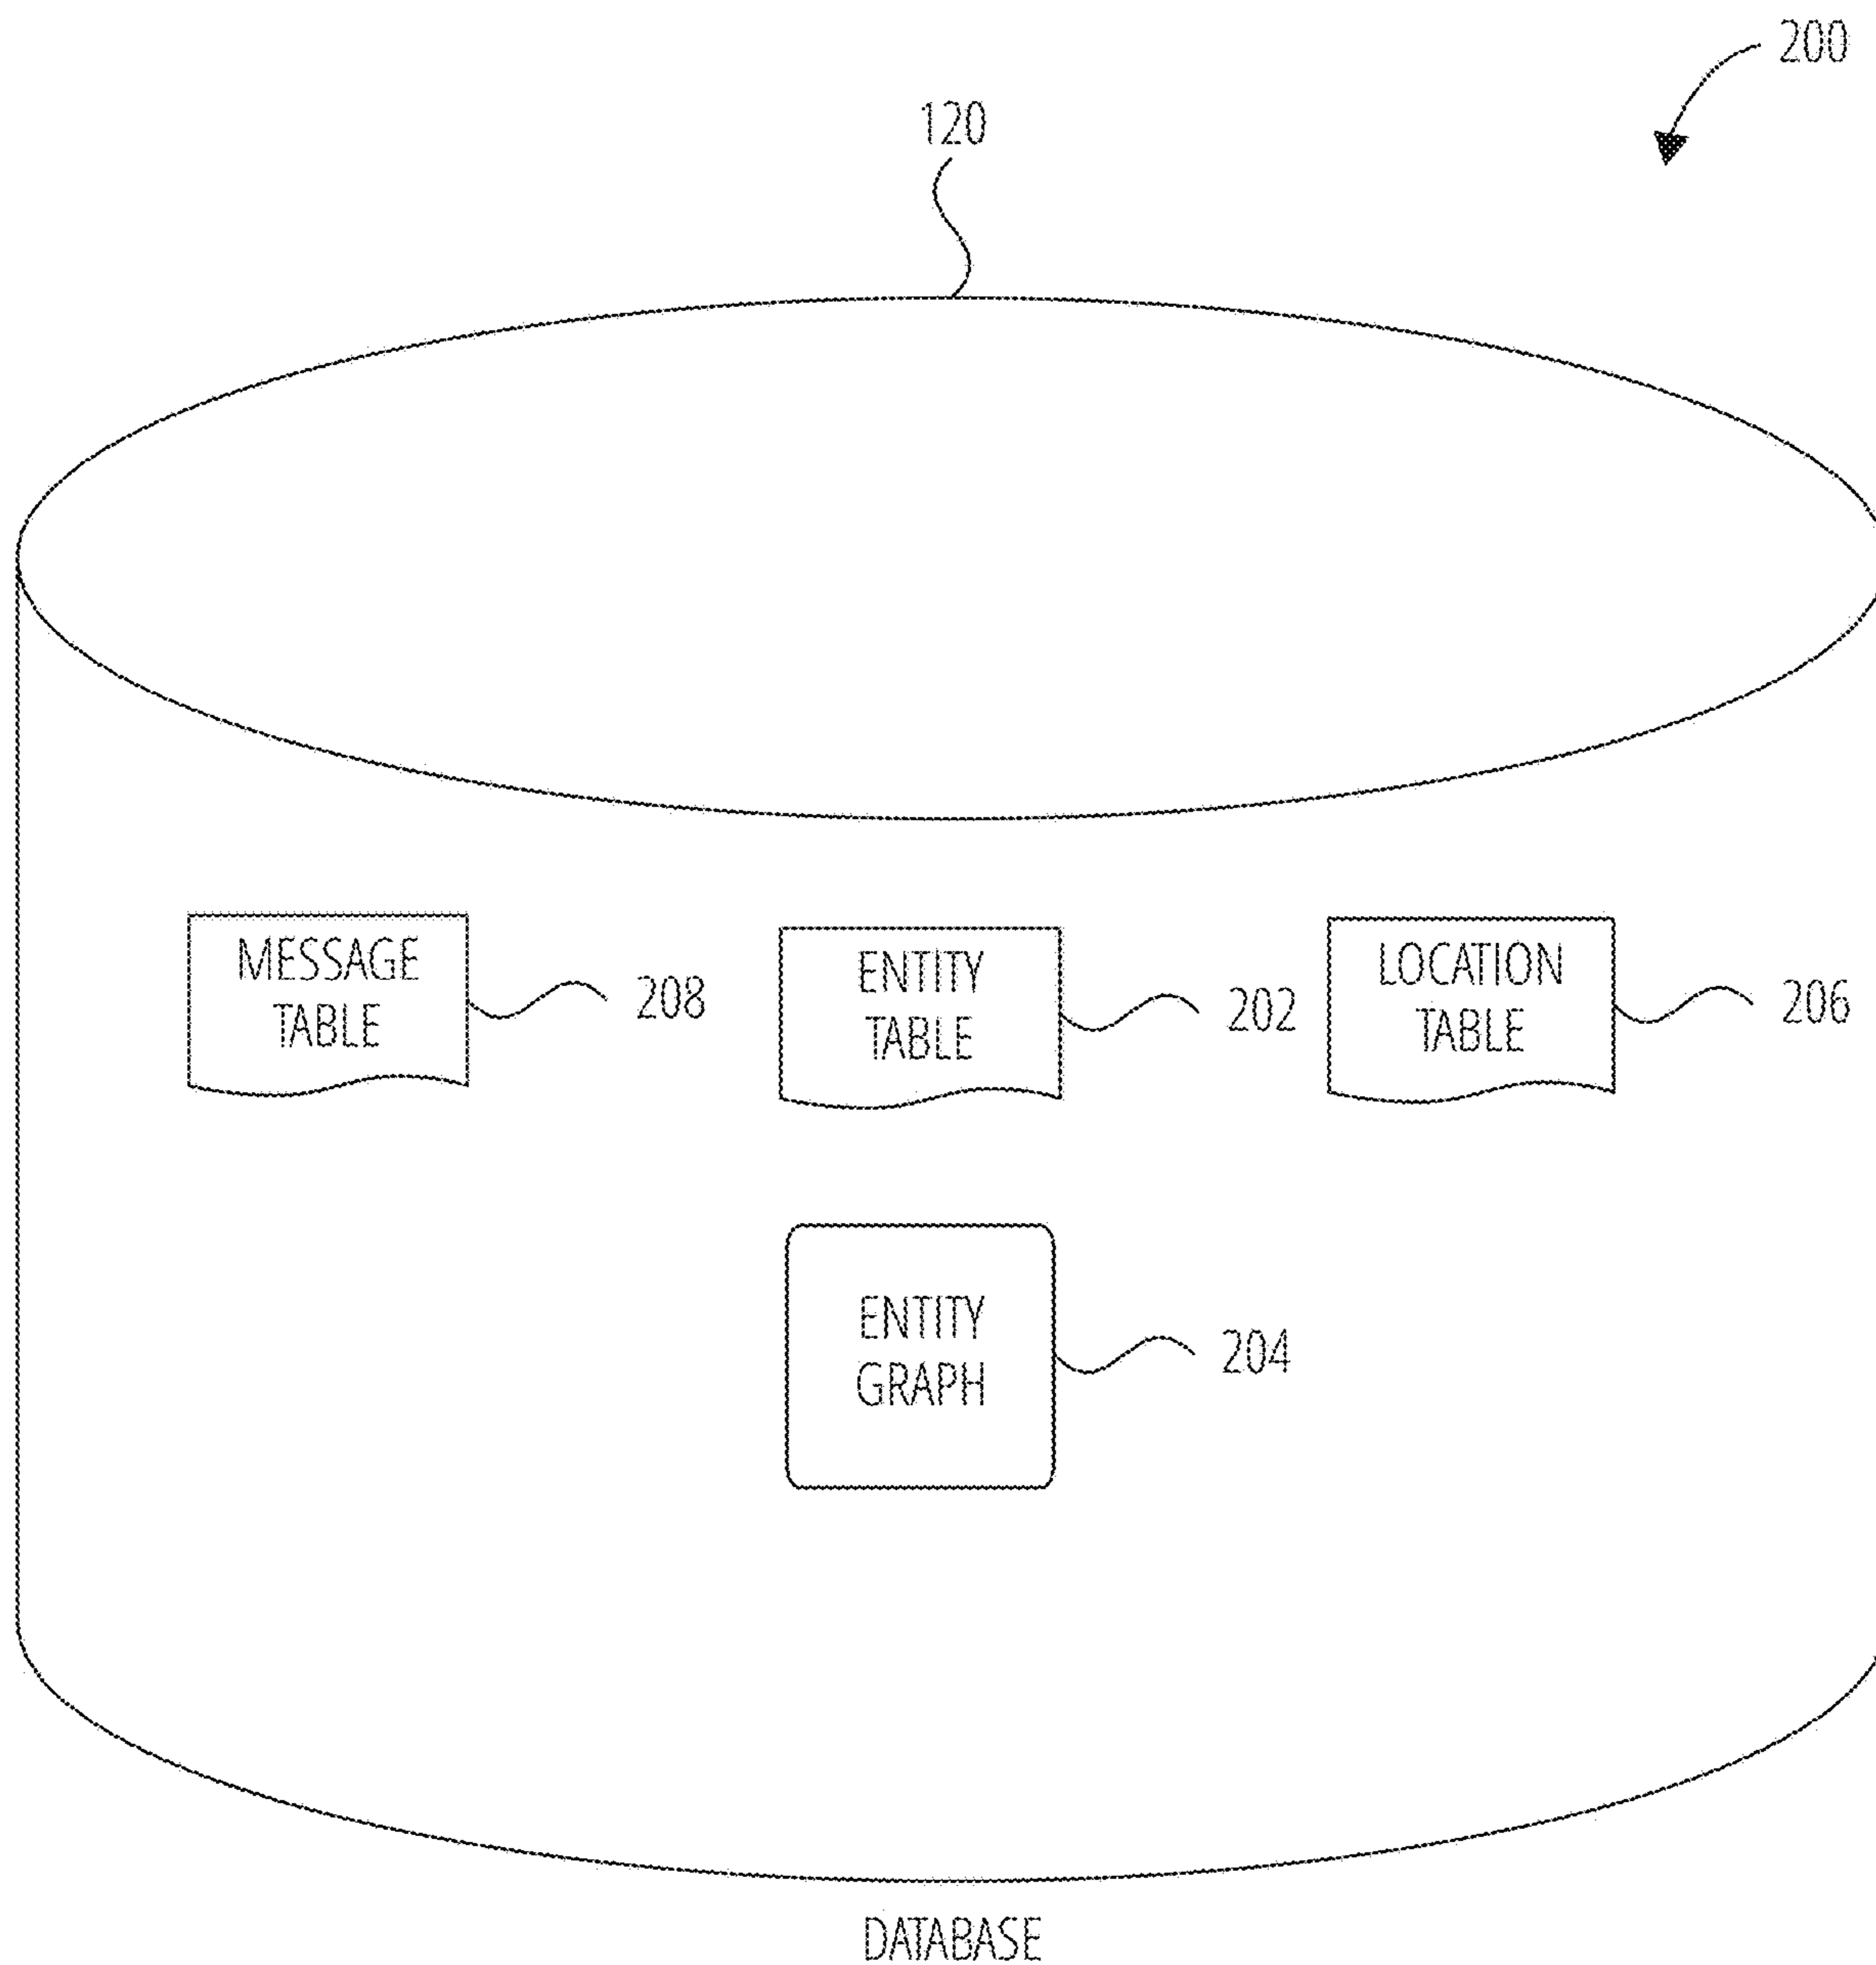 200
120
MESSAGE
TABLE
208
ENTITY
TABLE
202
LOCATION
TABLE
206
ENTITY
GRAPH
204
DATABASE